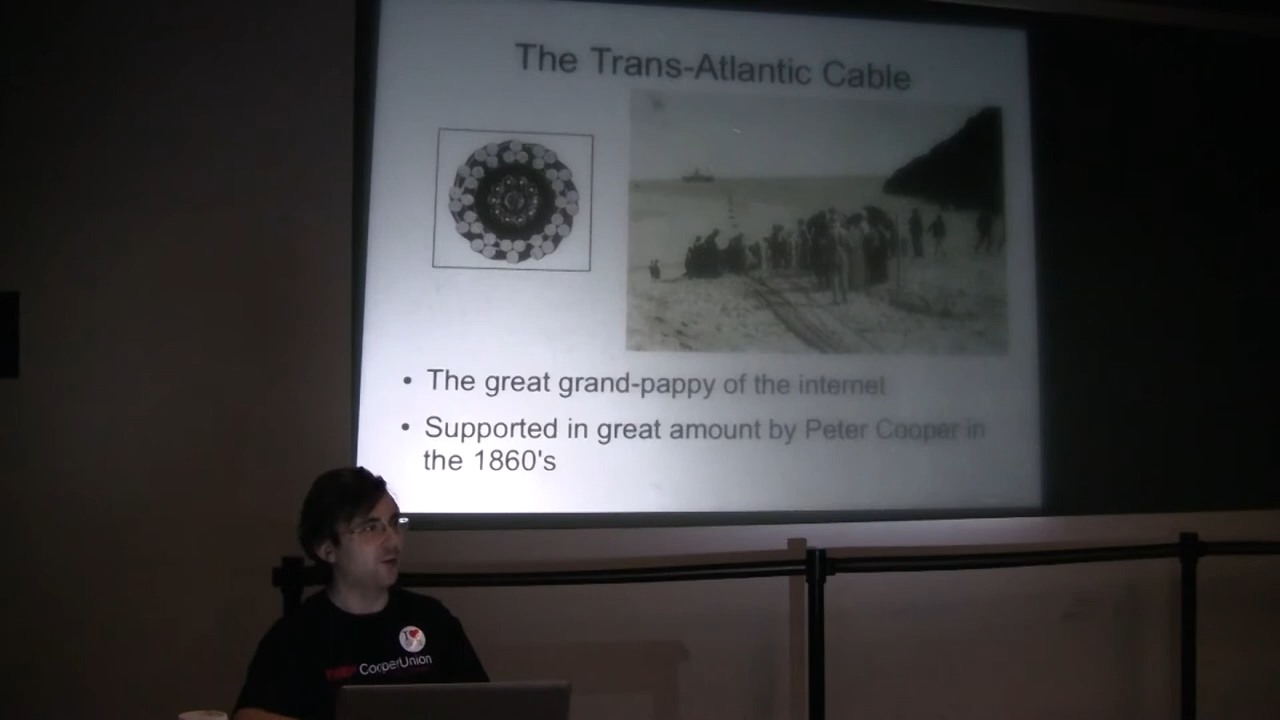 The Trans-Atlantic Cable
• The great grand-pappy of the internet
• Supported in great amount by Peter Cooper in
the 1860's
I
CooperUnion